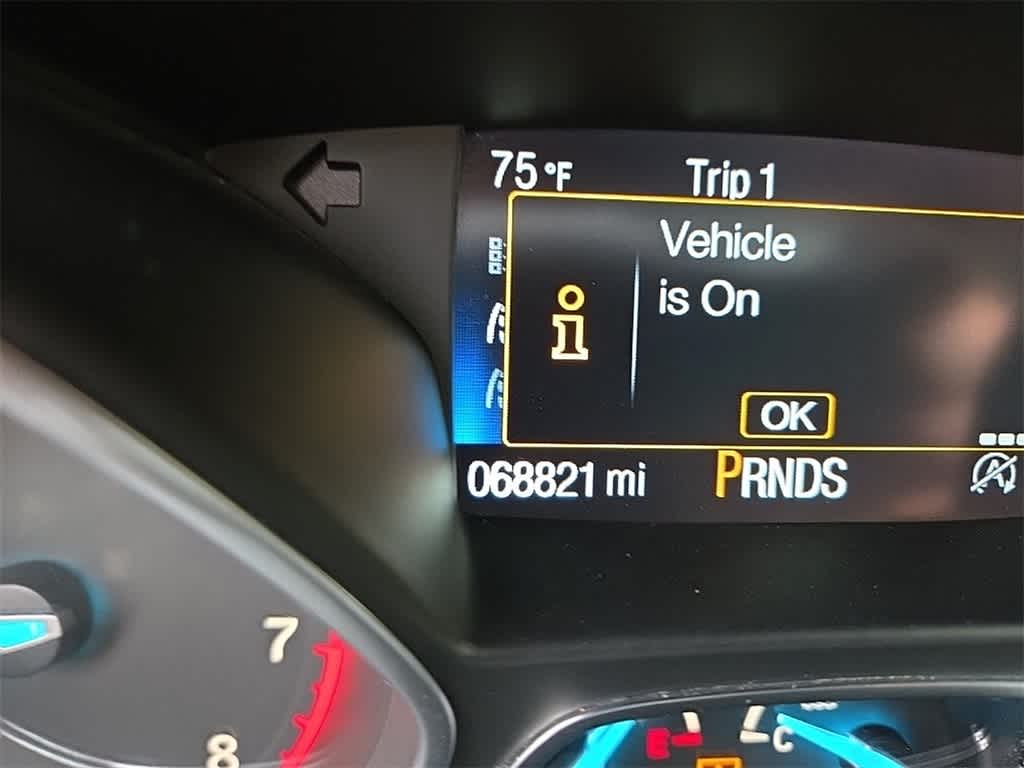 75 °F Trip 1
Vehicle
is On
OK
068821 mi PRNDS
A
7
8
E
C